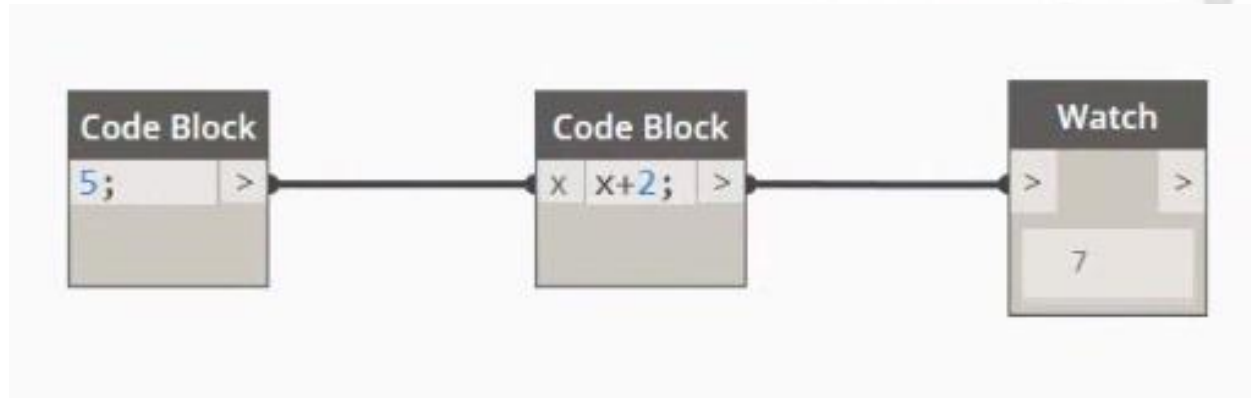 Code Block
5; >
Code Block
x x+2; >
Watch
> >
7